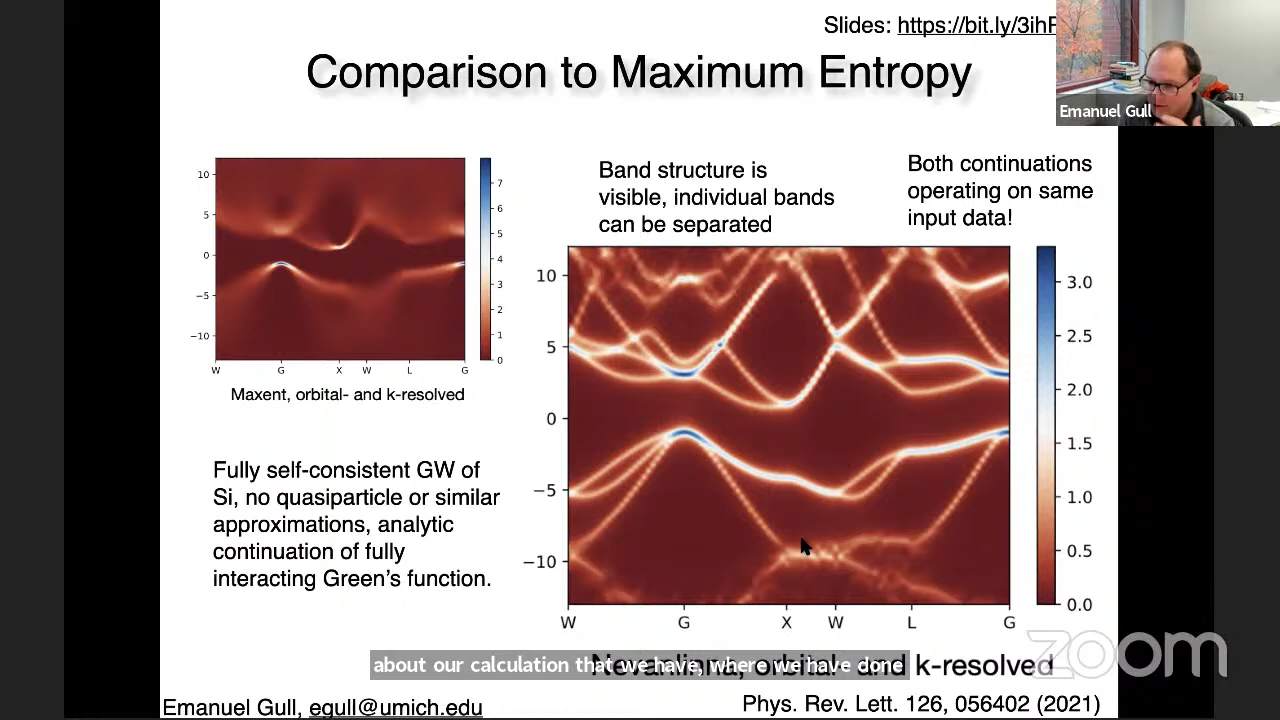 Slides: https://bit.ly/3ih
Comparison to Maximum Entropy
Emanuel Gull
Band structure is
visible, individual bands
can be separated
Both continuations
operating on same
input data!
10
5
0
−5
−10
W
G
X
W
L
G
7
6
5
4
3
2
1
0
Maxent, orbital- and k-resolved
Fully self-consistent GW of
Si, no quasiparticle or similar
approximations, analytic
continuation of fully
interacting Green's function.
10
5
0
−5
−10
W
G
X
W
L
G
3.0
2.5
2.0
1.5
1.0
0.5
0.0
Nevanlinna, orbital- and k-resolved
about our calculation that we have, where we have done
zoom
Emanuel Gull, egull@umich.edu
Phys. Rev. Lett. 126, 056402 (2021)